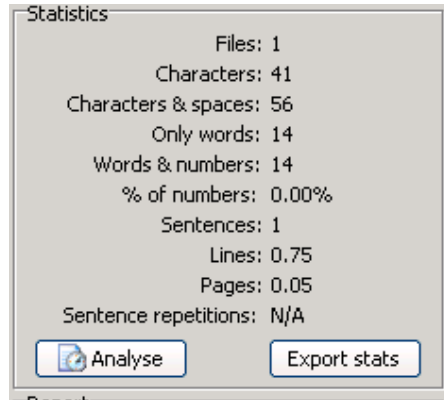 Statistics
Files: 1
Characters: 41
Characters & spaces: 56
Only words: 14
Words & numbers: 14
% of numbers: 0.00%
Sentences: 1
Lines: 0.75
Pages: 0.05
Sentence repetitions: N/A
Analyse Export stats